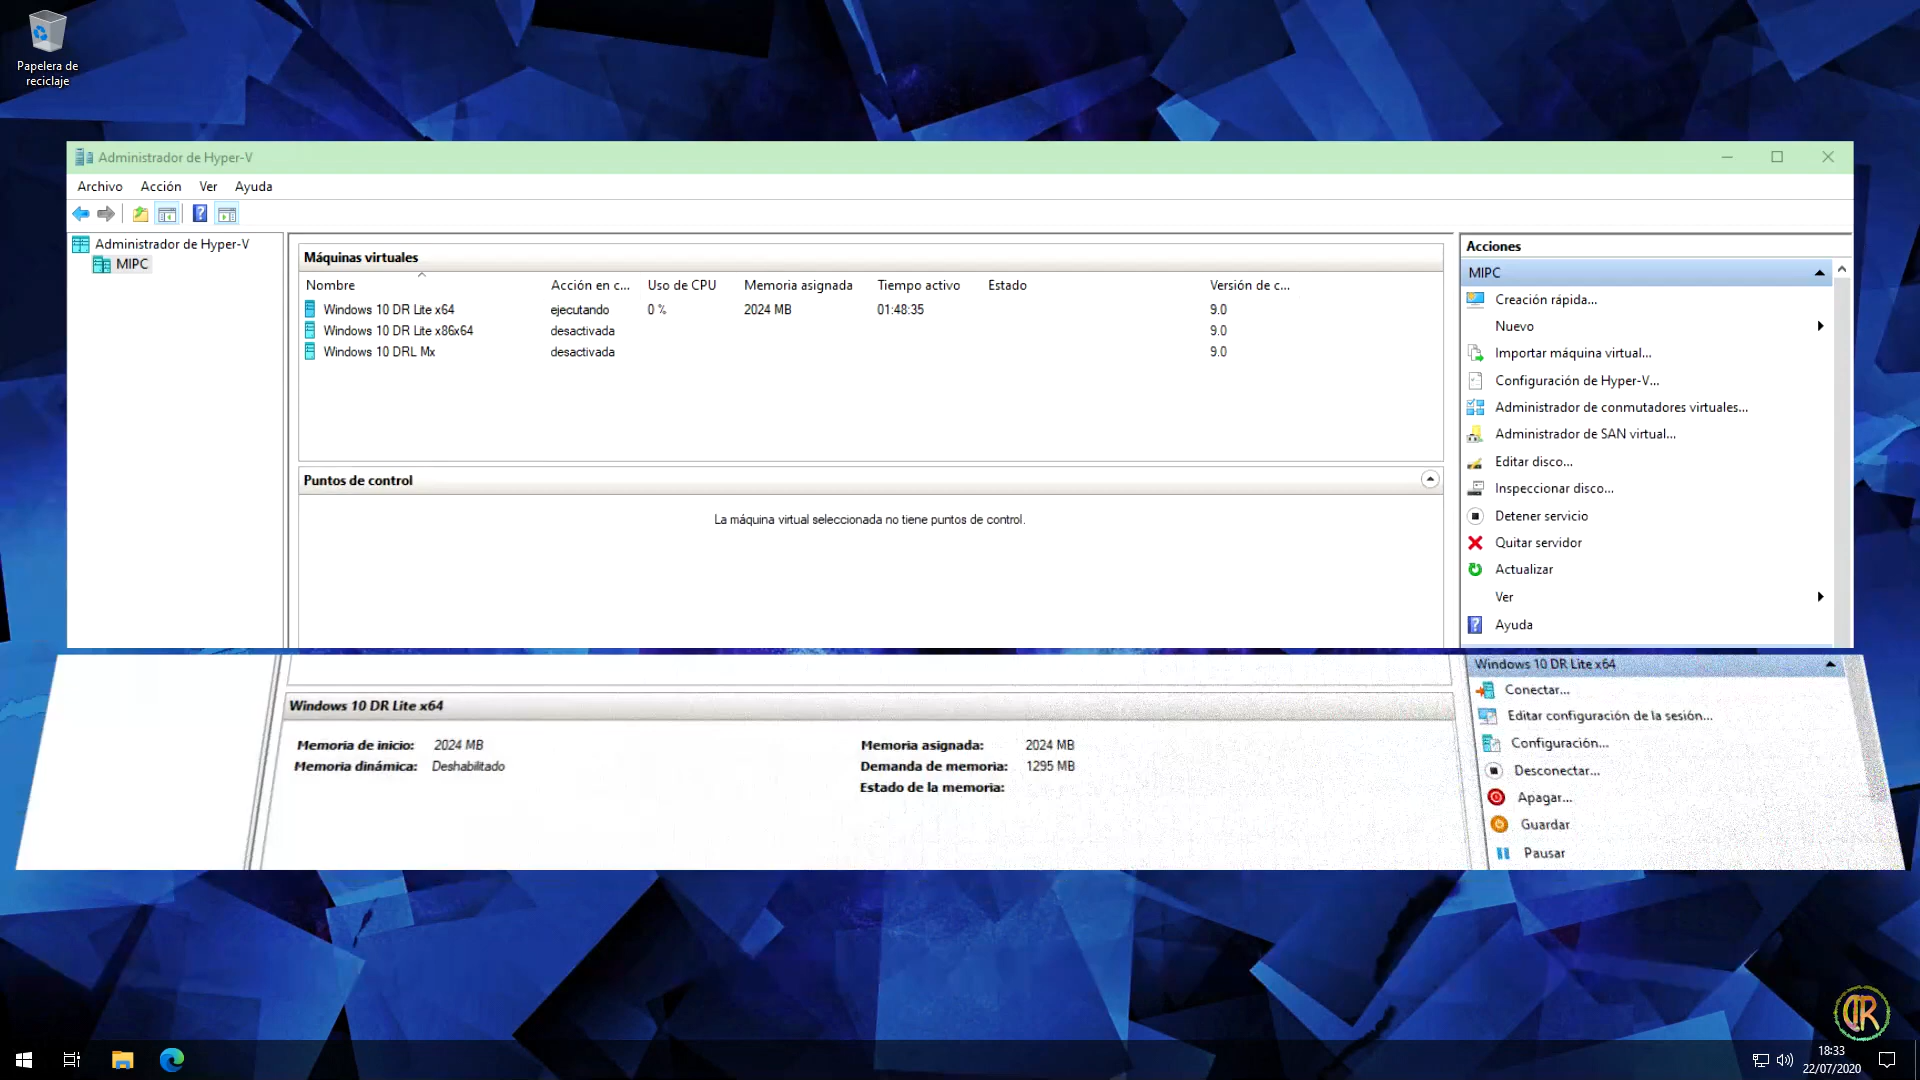 Papelera de
reciclaje
Administrador de Hyper-V
Archivo Acción Ver Ayuda
Administrador de Hyper-V
MIPC
Máquinas virtuales
Nombre Acción en c... Uso de CPU Memoria asignada Tiempo activo Estado Versión de c...
Windows 10 DR Lite x64 ejecutando 0 % 2024 MB 01:48:35 9.0
Windows 10 DR Lite x86x64 desactivada 9.0
Windows 10 DRL Mx desactivada 9.0
Puntos de control
La máquina virtual seleccionada no tiene puntos de control.
Windows 10 DR Lite x64
Memoria de inicio: 2024 MB Memoria asignada: 2024 MB
Memoria dinámica: Deshabilitado Demanda de memoria: 1295 MB
Estado de la memoria:
Acciones
MIPC
Creación rápida...
Nuevo
Importar máquina virtual...
Configuración de Hyper-V...
Administrador de conmutadores virtuales...
Administrador de SAN virtual...
Editar disco...
Inspeccionar disco...
Detener servicio
Quitar servidor
Actualizar
Ver
Ayuda
Windows 10 DR Lite x64
Conectar...
Editar configuración de la sesión...
Configuración...
Desconectar...
Apagar...
Guardar
Pausar
DR
18:33
22/07/2020